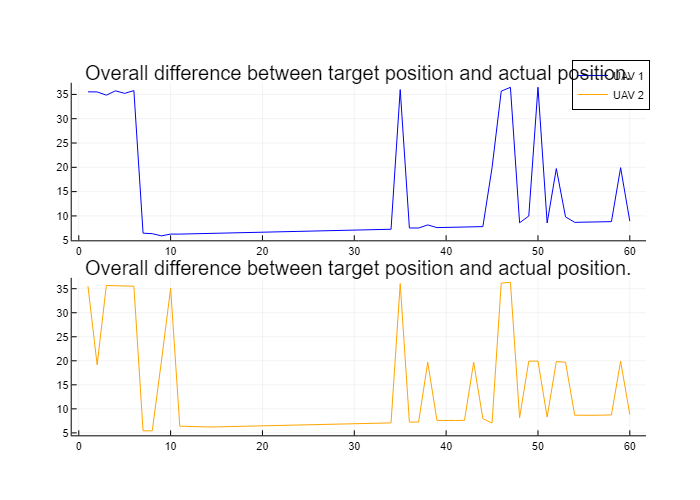 Overall difference between target position and actual position.
UAV 1
UAV 2
35
30
25
20
15
10
5
0 10 20 30 40 50 60
Overall difference between target position and actual position.
35
30
25
20
15
10
5
0 10 20 30 40 50 60